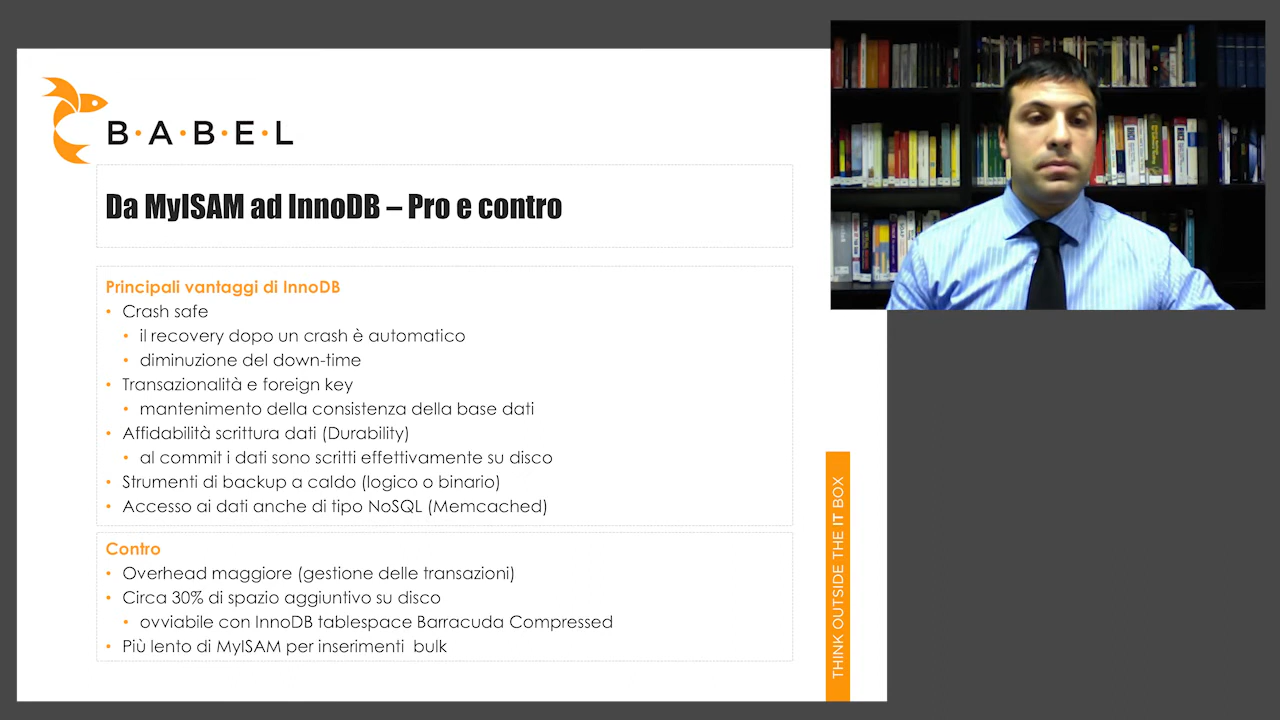 B·A·B·E·L
Da MyISAM ad InnoDB – Pro e contro
Principali vantaggi di InnoDB
• Crash safe
• il recovery dopo un crash è automatico
• diminuzione del down-time
• Transazionalità e foreign key
• mantenimento della consistenza della base dati
• Affidabilità scrittura dati (Durability)
• al commit i dati sono scritti effettivamente su disco
• Strumenti di backup a caldo (logico o binario)
• Accesso ai dati anche di tipo NoSQL (Memcached)
Contro
• Overhead maggiore (gestione delle transazioni)
• Circa 30% di spazio aggiuntivo su disco
• ovviabile con InnoDB tablespace Barracuda Compressed
• Più lento di MyISAM per inserimenti  bulk
THINK OUTSIDE THE IT BOX